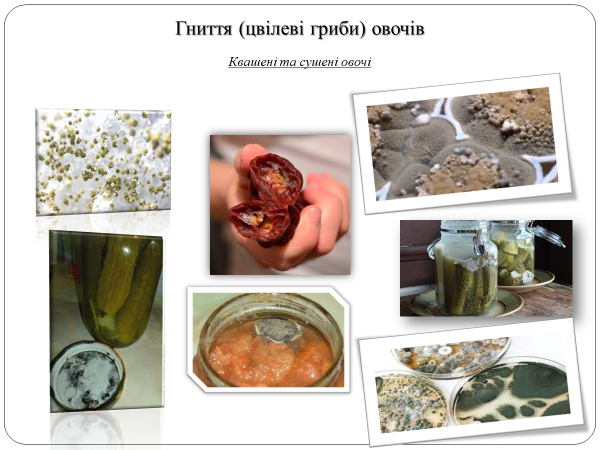 Гниття (цвілеві гриби) овочів
Квашені та сушені овочі